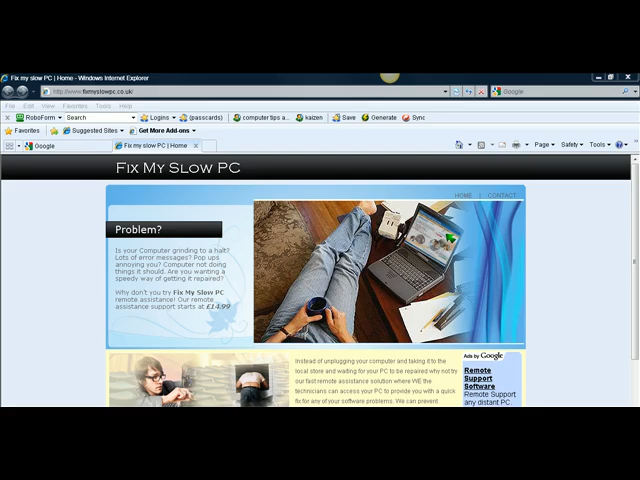 Fix my slow PC | Home - Windows Internet Explorer
http://www.fixmyslowpc.co.uk/
Google
File Edit View Favorites Tools Help
RoboForm Search Logins (passcards) computer tips a... kaizen Save Generate Sync
Favorites Suggested Sites Get More Add-ons
Google Fix my slow PC | Home Page Safety Tools
FIX MY SLOW PC
HOME | CONTACT
Problem?
Is your Computer grinding to a halt?
Lots of error messages? Pop ups
annoying you? Computer not doing
things it should. Are you wanting a
speedy way of getting it repaired?
Why don't you try Fix My Slow PC
remote assistance! Our remote
assistance support starts at £14.99
Instead of unplugging your computer and taking it to the
local store and waiting for your PC to be repaired why not try
our fast remote assistance solution where WE the
technicians can access your PC to provide you with a quick
fix for any of your software problems. We can prevent
Ads by Google
Remote
Support
Software
Remote Support
any distant PC.